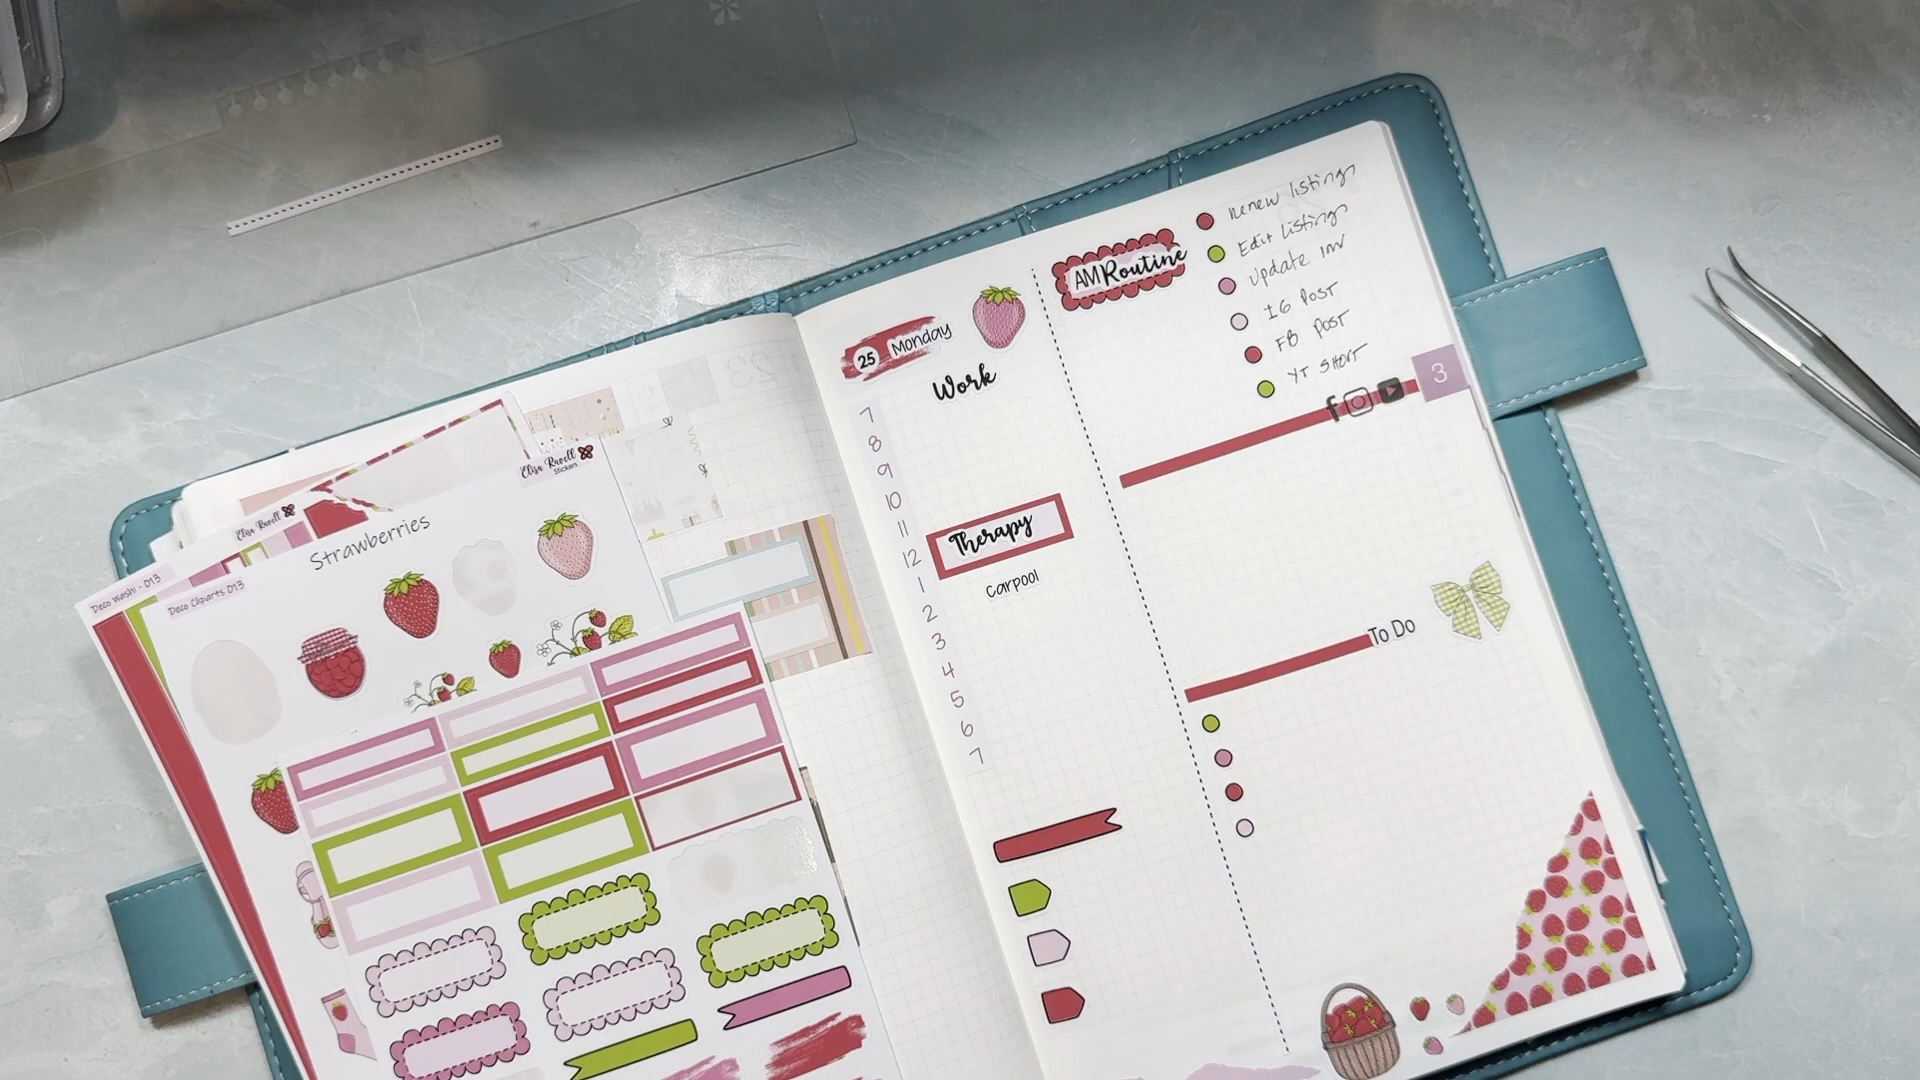 Elisa Ravell
Stickers
Elisa Ravell
Strawberries
Deco Washi - 013
Deco Cliparts 013
25 Monday
Work
7
8
9
10
11
12
1
2
3
4
5
6
7
Therapy
carpool
AM Routine
Renew listings
Edit Listings
Update INV
IG POST
FB POST
YT SHORT
3
To Do